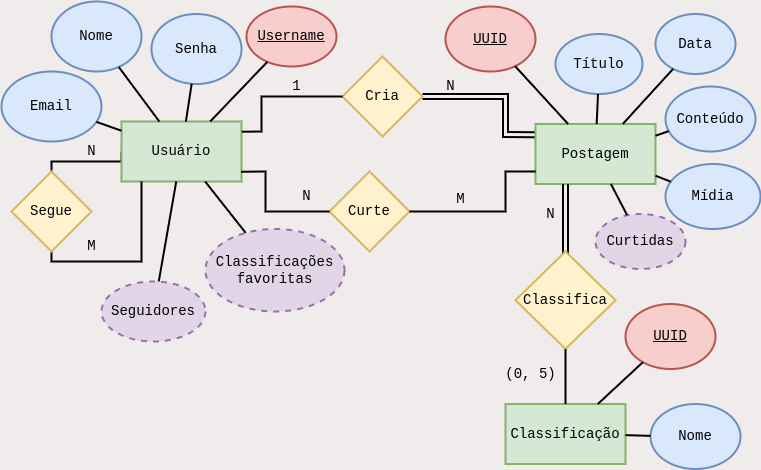 Nome
Senha
Username
UUID
Título
Data
Email
1
Cria
N
Conteúdo
N
Usuário
Postagem
Segue
N
Curte
M
Mídia
M
N
Curtidas
Classificações
favoritas
Seguidores
Classifica
UUID
(0, 5)
Classificação
Nome